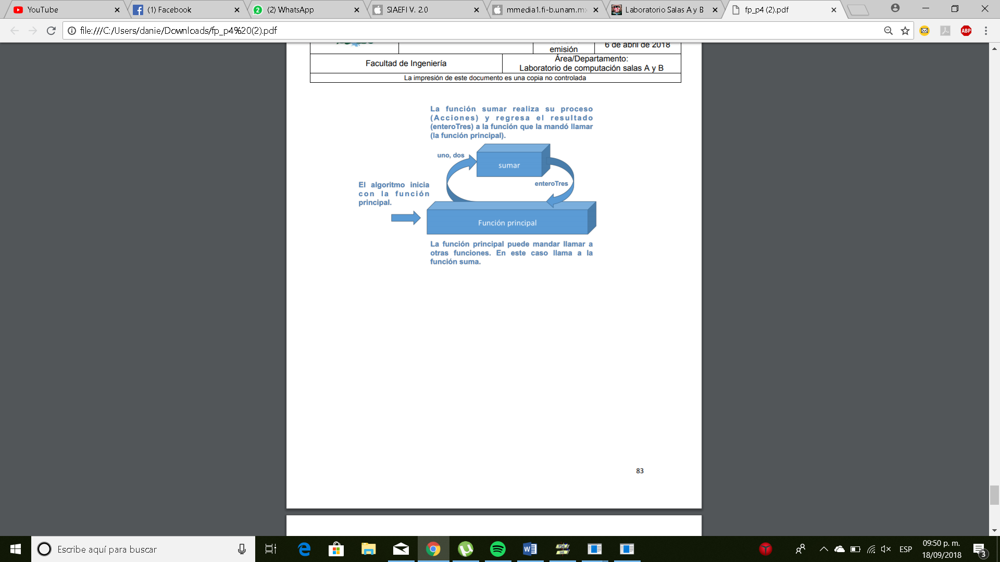 YouTube
(1) Facebook
(2) WhatsApp
SIAEFI V. 2.0
mmedia1.fi-b.unam.mx
Laboratorio Salas A y B
fp_p4 (2).pdf
file:///C:/Users/danie/Downloads/fp_p4%20(2).pdf
ABP
emisión
6 de abril de 2018
Facultad de Ingeniería
Área/Departamento:
Laboratorio de computación salas A y B
La impresión de este documento es una copia no controlada
La función sumar realiza su proceso
(Acciones) y regresa el resultado
(enteroTres) a la función que la mandó llamar
(la función principal).
uno, dos
sumar
enteroTres
El algoritmo inicia
con la función
principal.
Función principal
La función principal puede mandar llamar a
otras funciones. En este caso llama a la
función suma.
83
Escribe aquí para buscar
ESP
09:50 p. m.
18/09/2018
3